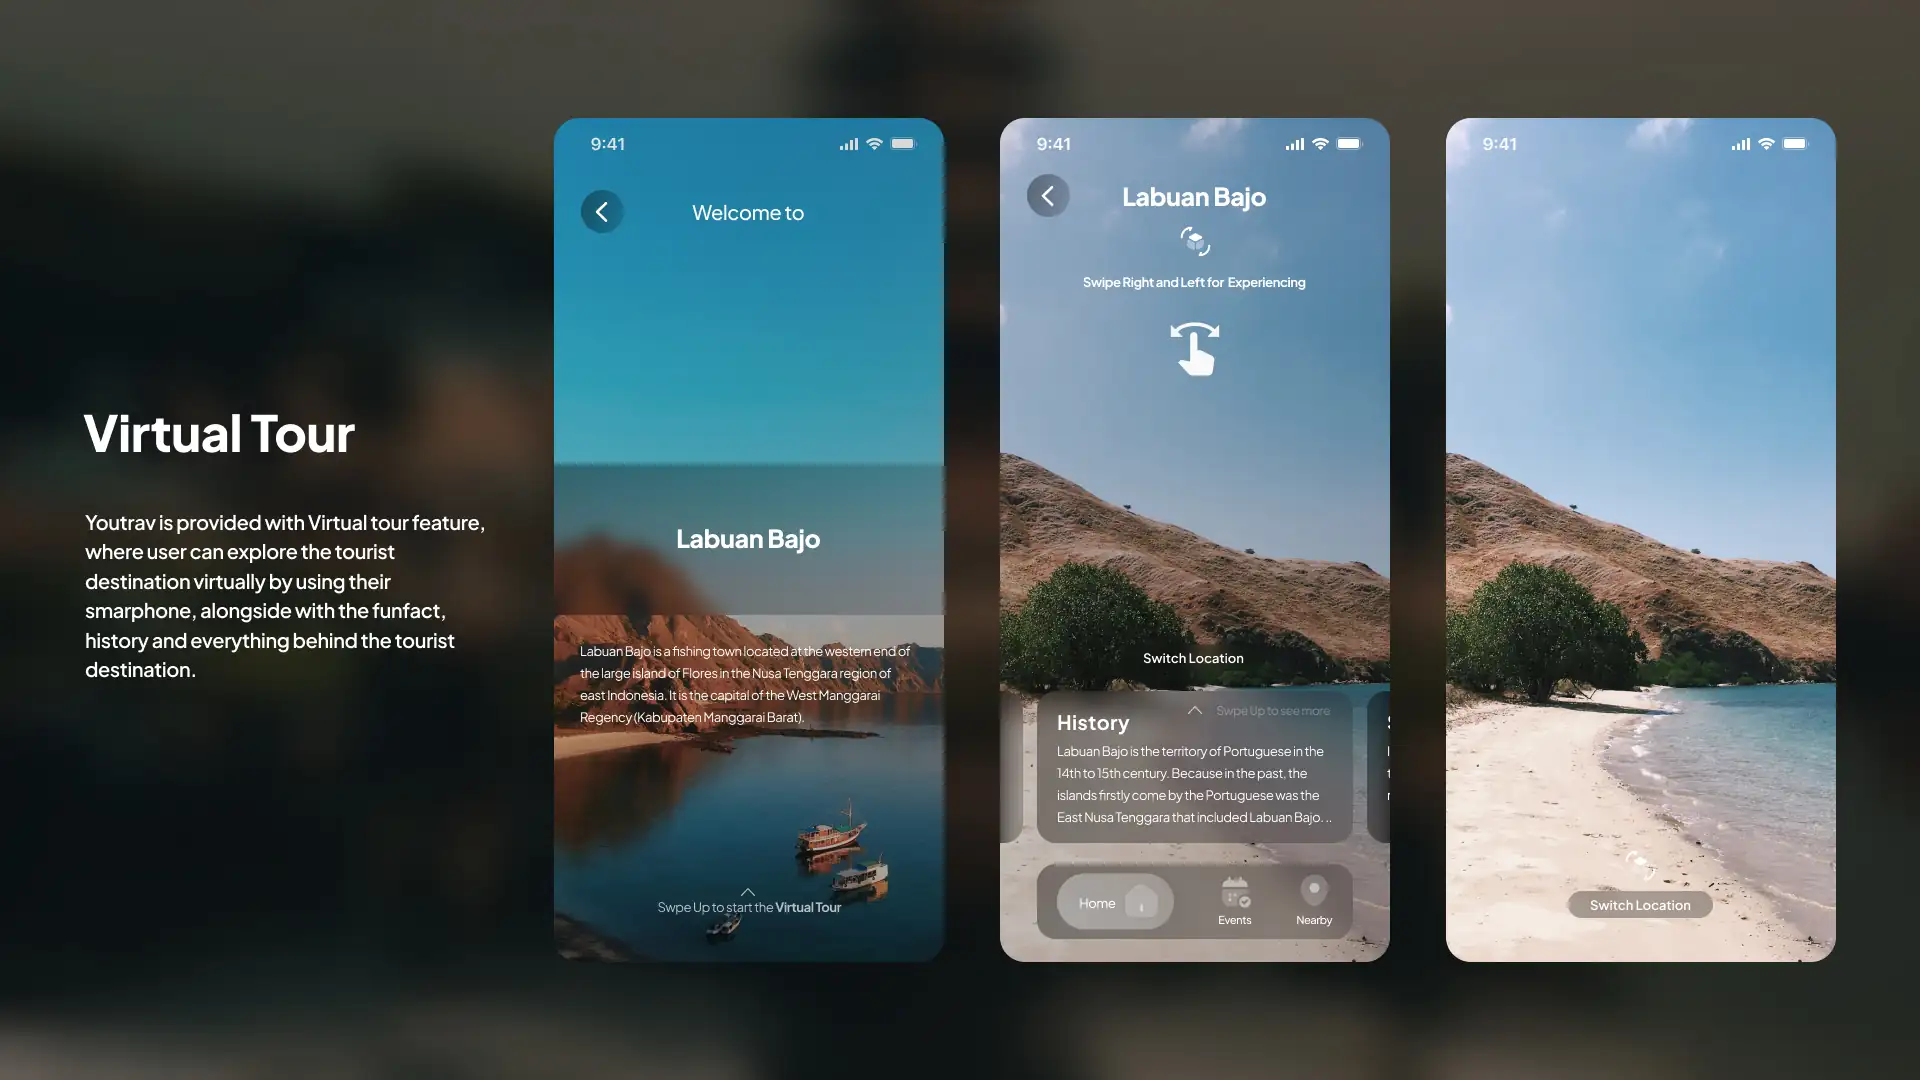 Virtual Tour
Youtrav is provided with Virtual tour feature,
where user can explore the tourist
destination virtually by using their
smarphone, alongside with the funfact,
history and everything behind the tourist
destination.
9:41
Welcome to
Labuan Bajo
Labuan Bajo is a fishing town located at the western end of
the large island of Flores in the Nusa Tenggara region of
east Indonesia. It is the capital of the West Manggarai
Regency (Kabupaten Manggarai Barat).
Swpe Up to start the Virtual Tour
9:41
Labuan Bajo
Swipe Right and Left for Experiencing
Switch Location
Swpe Up to see more
History
Labuan Bajo is the territory of Portuguese in the
14th to 15th century. Because in the past, the
islands firstly come by the Portuguese was the
East Nusa Tenggara that included Labuan Bajo. ..
Home
Events
Nearby
9:41
Switch Location